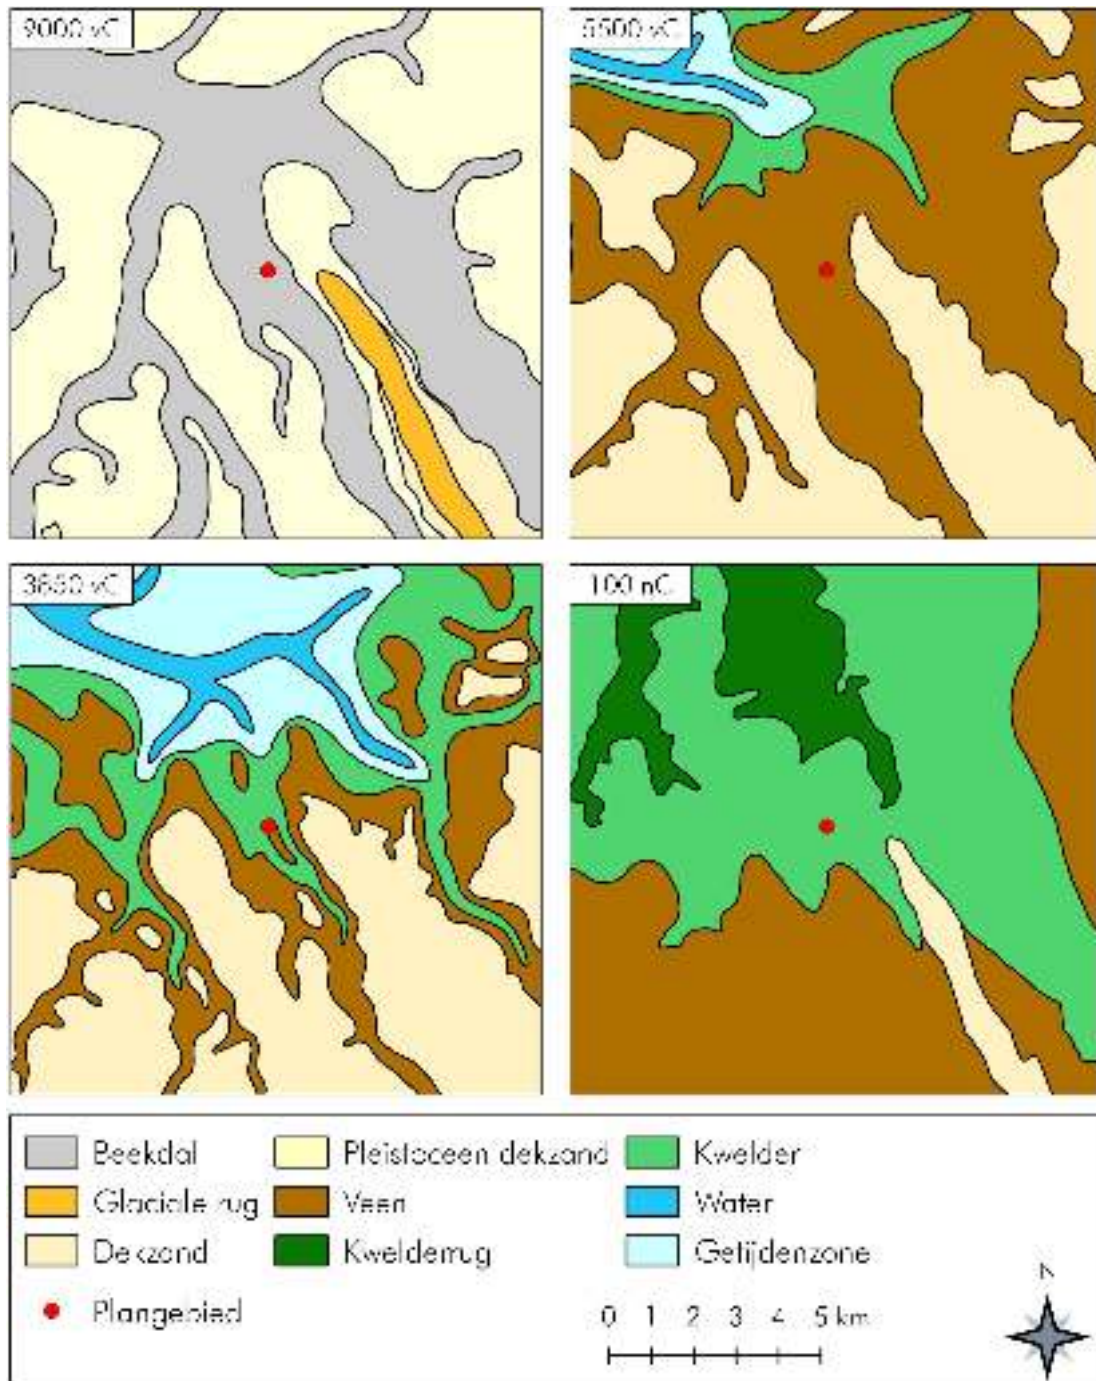 9000 vC
5500 vC
3850 vC
100 nC
Beekdal
Pleistoceen dekzand
Kwelder
Glaciale rug
Veen
Water
Dekzand
Kwelderrug
Getijdenzone
Plangebied
0 1 2 3 4 5 km
N